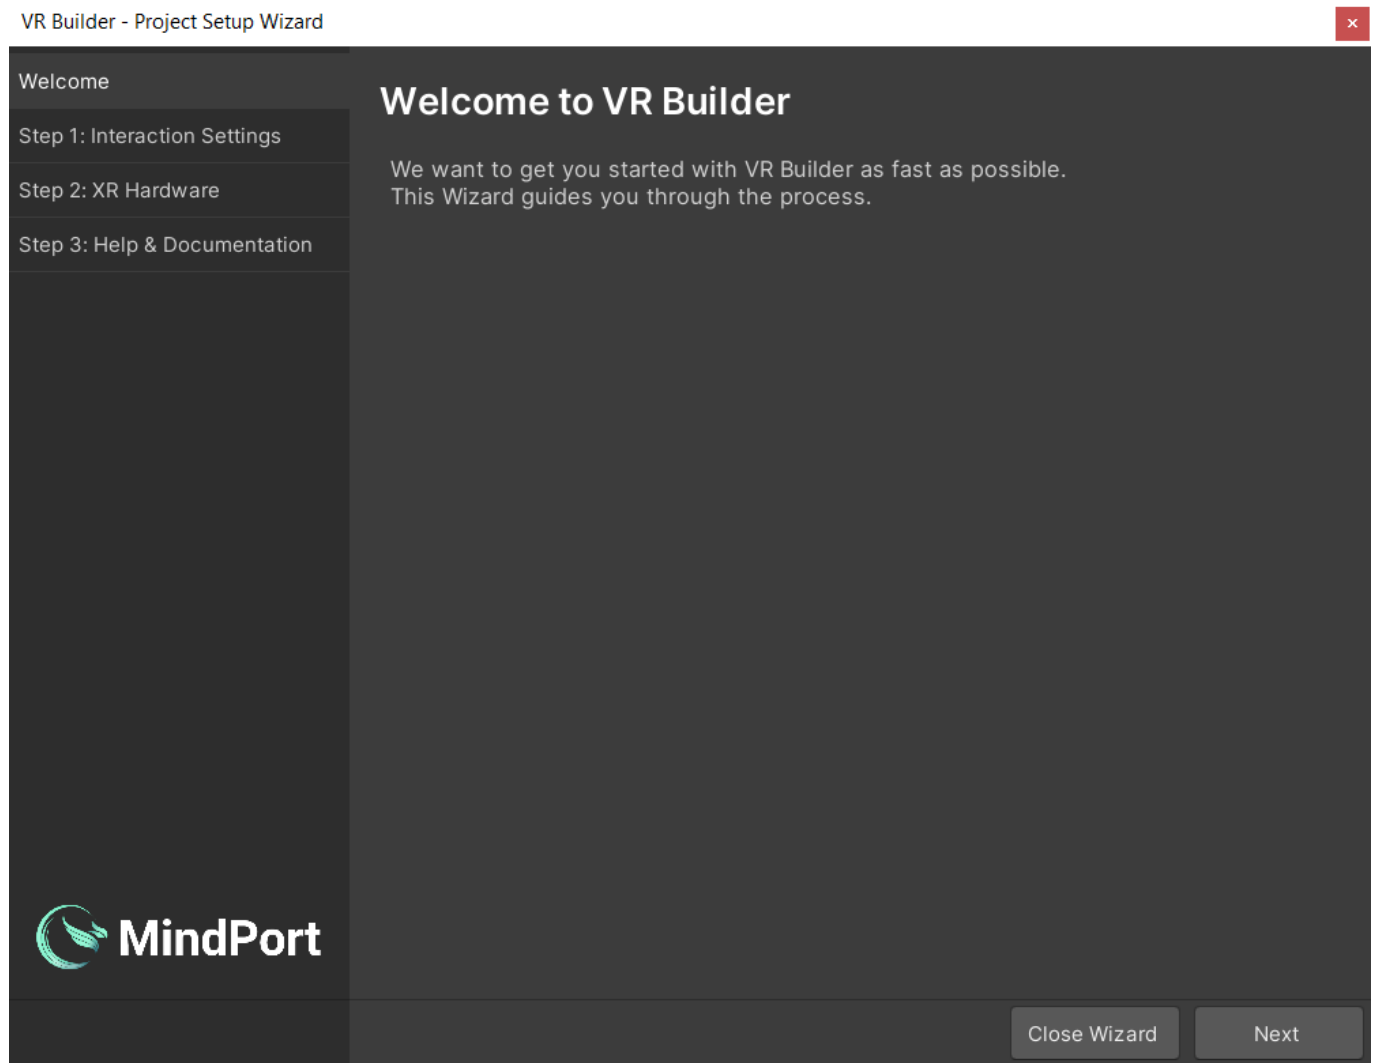 VR Builder - Project Setup Wizard
Welcome
Step 1: Interaction Settings
Step 2: XR Hardware
Step 3: Help & Documentation
Welcome to VR Builder
We want to get you started with VR Builder as fast as possible.
This Wizard guides you through the process.
MindPort
Close Wizard
Next